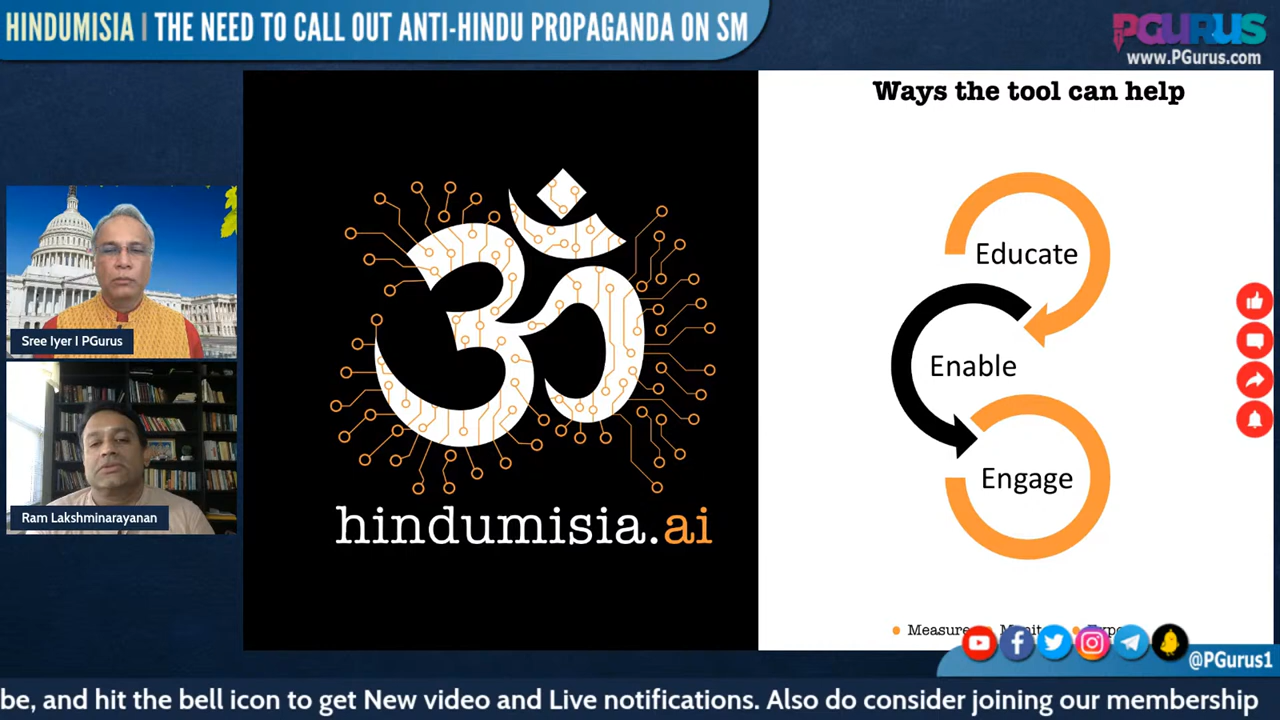 HINDUMISIA | THE NEED TO CALL OUT ANTI-HINDU PROPAGANDA ON SM
PGURUS
www.PGurus.com
Ways the tool can help
Educate
Enable
Engage
Sree Iyer I PGurus
Ram Lakshminarayanan
ॐ
hindumisia.ai
Measure
@PGurus1
be, and hit the bell icon to get New video and Live notifications. Also do consider joining our membership